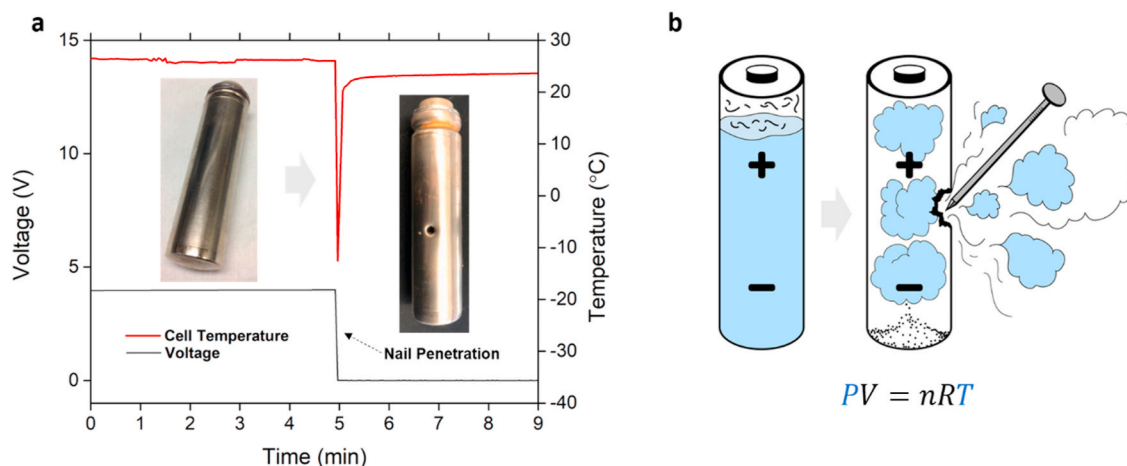 a
15
10
5
0
Voltage (V)
30
20
10
0
-10
-20
-30
-40
Temperature (°C)
Cell Temperature
Voltage
Nail Penetration
0 1 2 3 4 5 6 7 8 9
Time (min)
b
+
−
+
−
PV = nRT